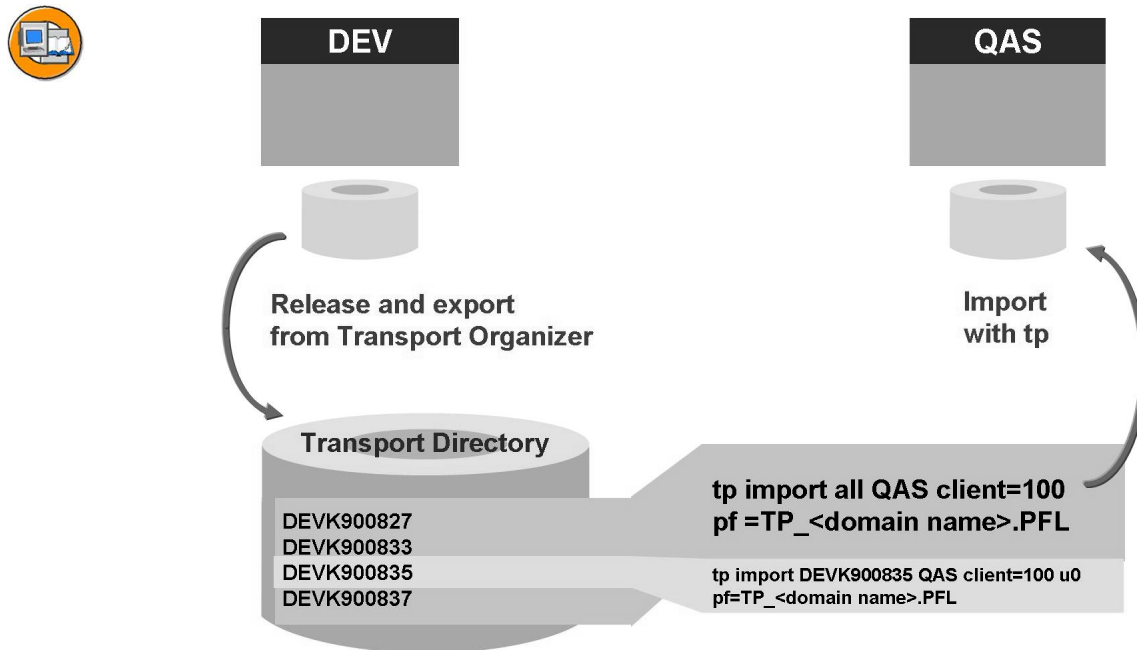 DEV
QAS
Release and export
from Transport Organizer
Import
with tp
Transport Directory
DEVK900827
DEVK900833
DEVK900835
DEVK900837
tp import all QAS client=100
pf =TP_<domain name>.PFL
tp import DEVK900835 QAS client=100 u0
pf=TP_<domain name>.PFL